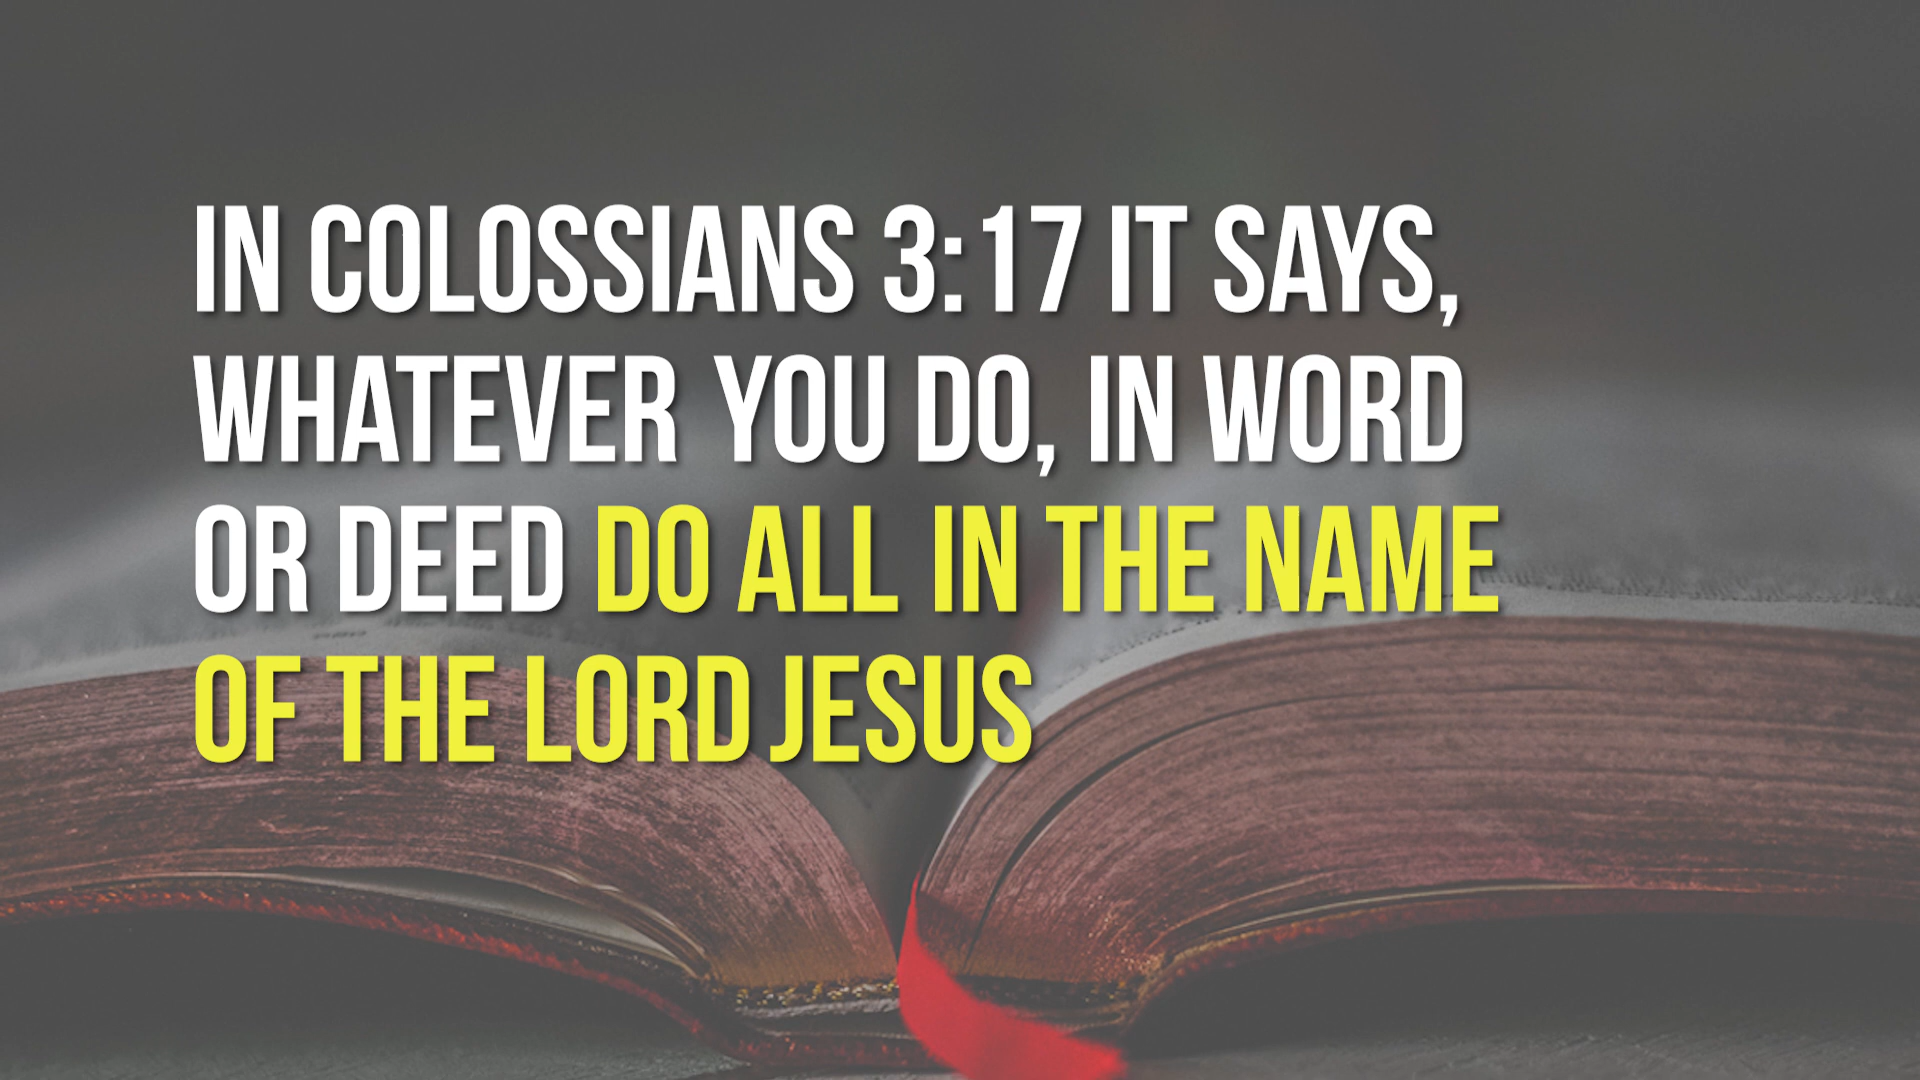 IN COLOSSIANS 3:17 IT SAYS,
WHATEVER YOU DO, IN WORD
OR DEED DO ALL IN THE NAME
OF THE LORD JESUS